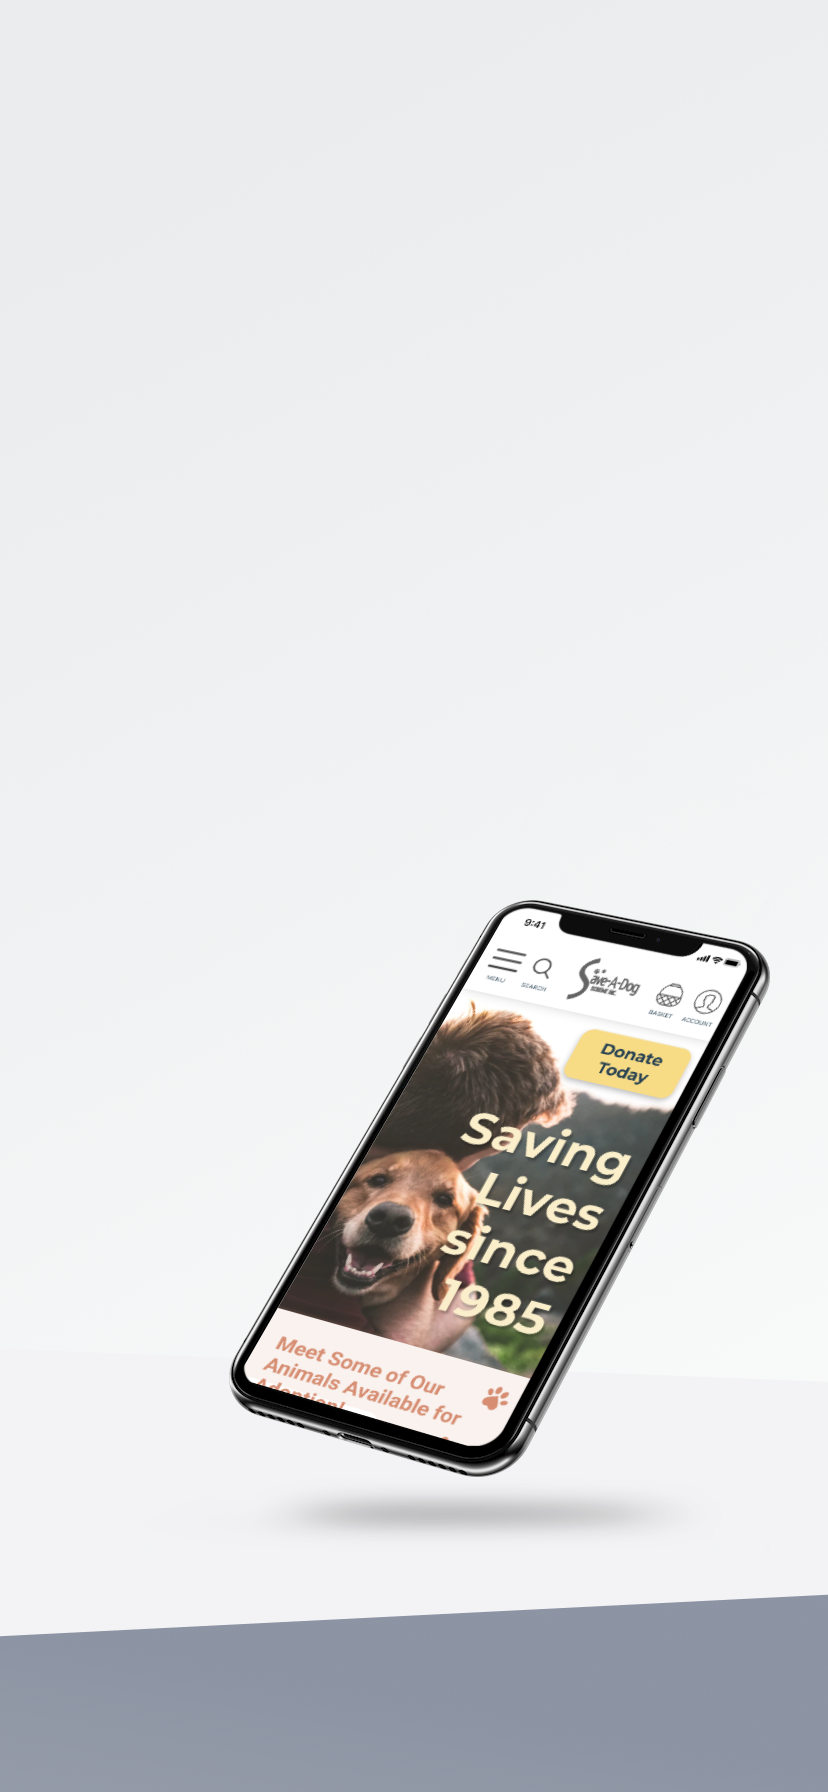 9:41
MENU
SEARCH
Save-A-Dog
SCHEME INC.
BASKET
ACCOUNT
Donate
Today
Saving
Lives
since
1985
Meet Some of Our
Animals Available for
Adoption!